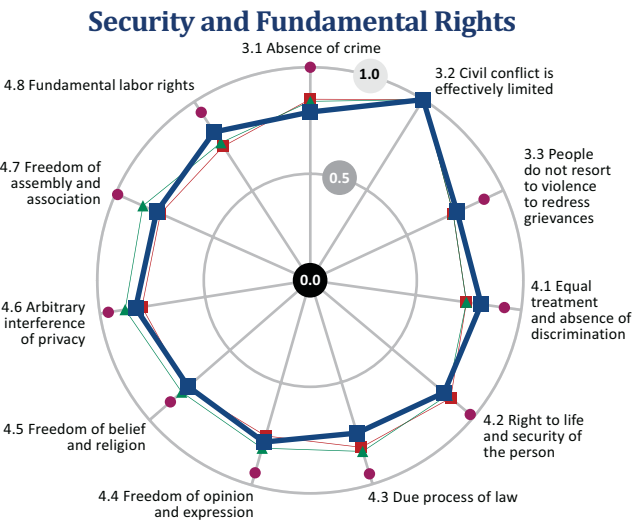 Security and Fundamental Rights
3.1 Absence of crime
1.0
3.2 Civil conflict is
effectively limited
0.5
3.3 People
do not resort
to violence
to redress
grievances
0.0
4.1 Equal
treatment
and absence of
discrimination
4.2 Right to life
and security of
the person
4.3 Due process of law
4.4 Freedom of opinion
and expression
4.5 Freedom of belief
and religion
4.6 Arbitrary
interference
of privacy
4.7 Freedom of
assembly and
association
4.8 Fundamental labor rights